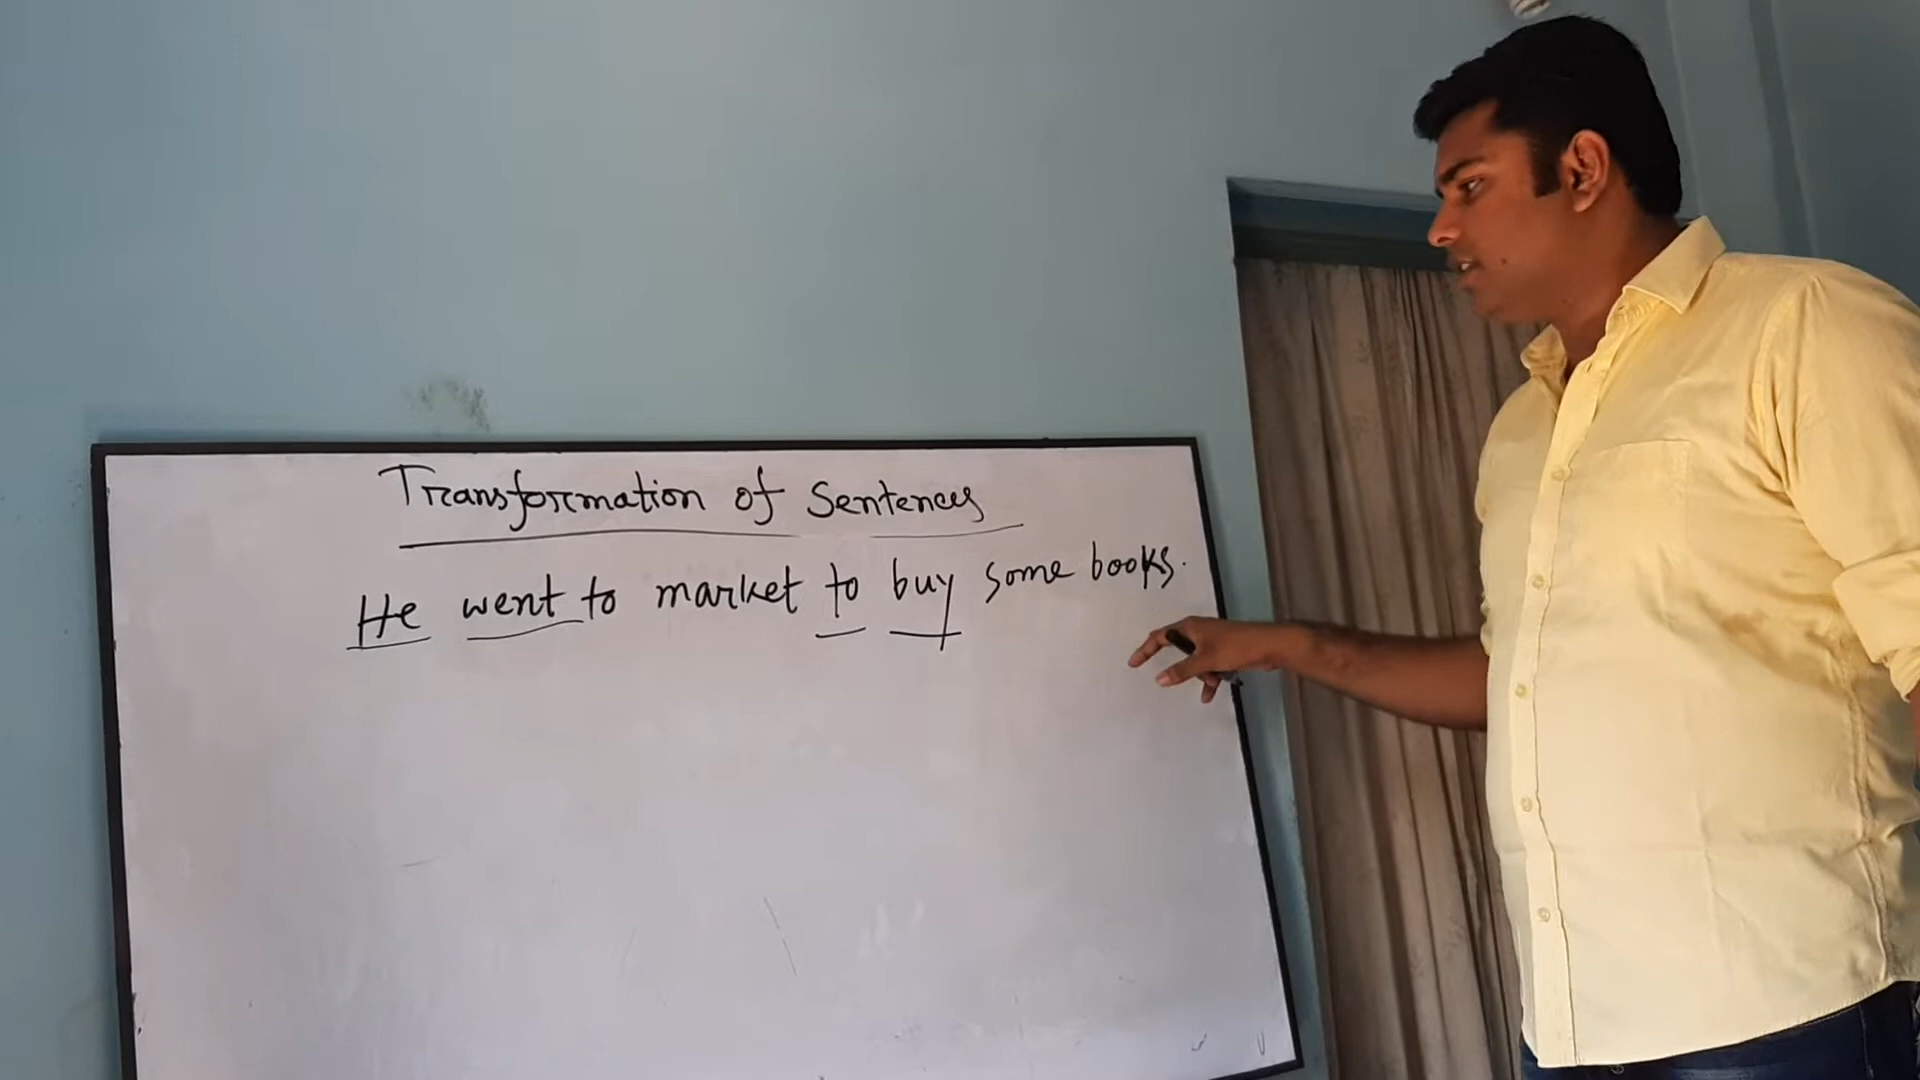 Transformation of Sentences
He went to market to buy some books.